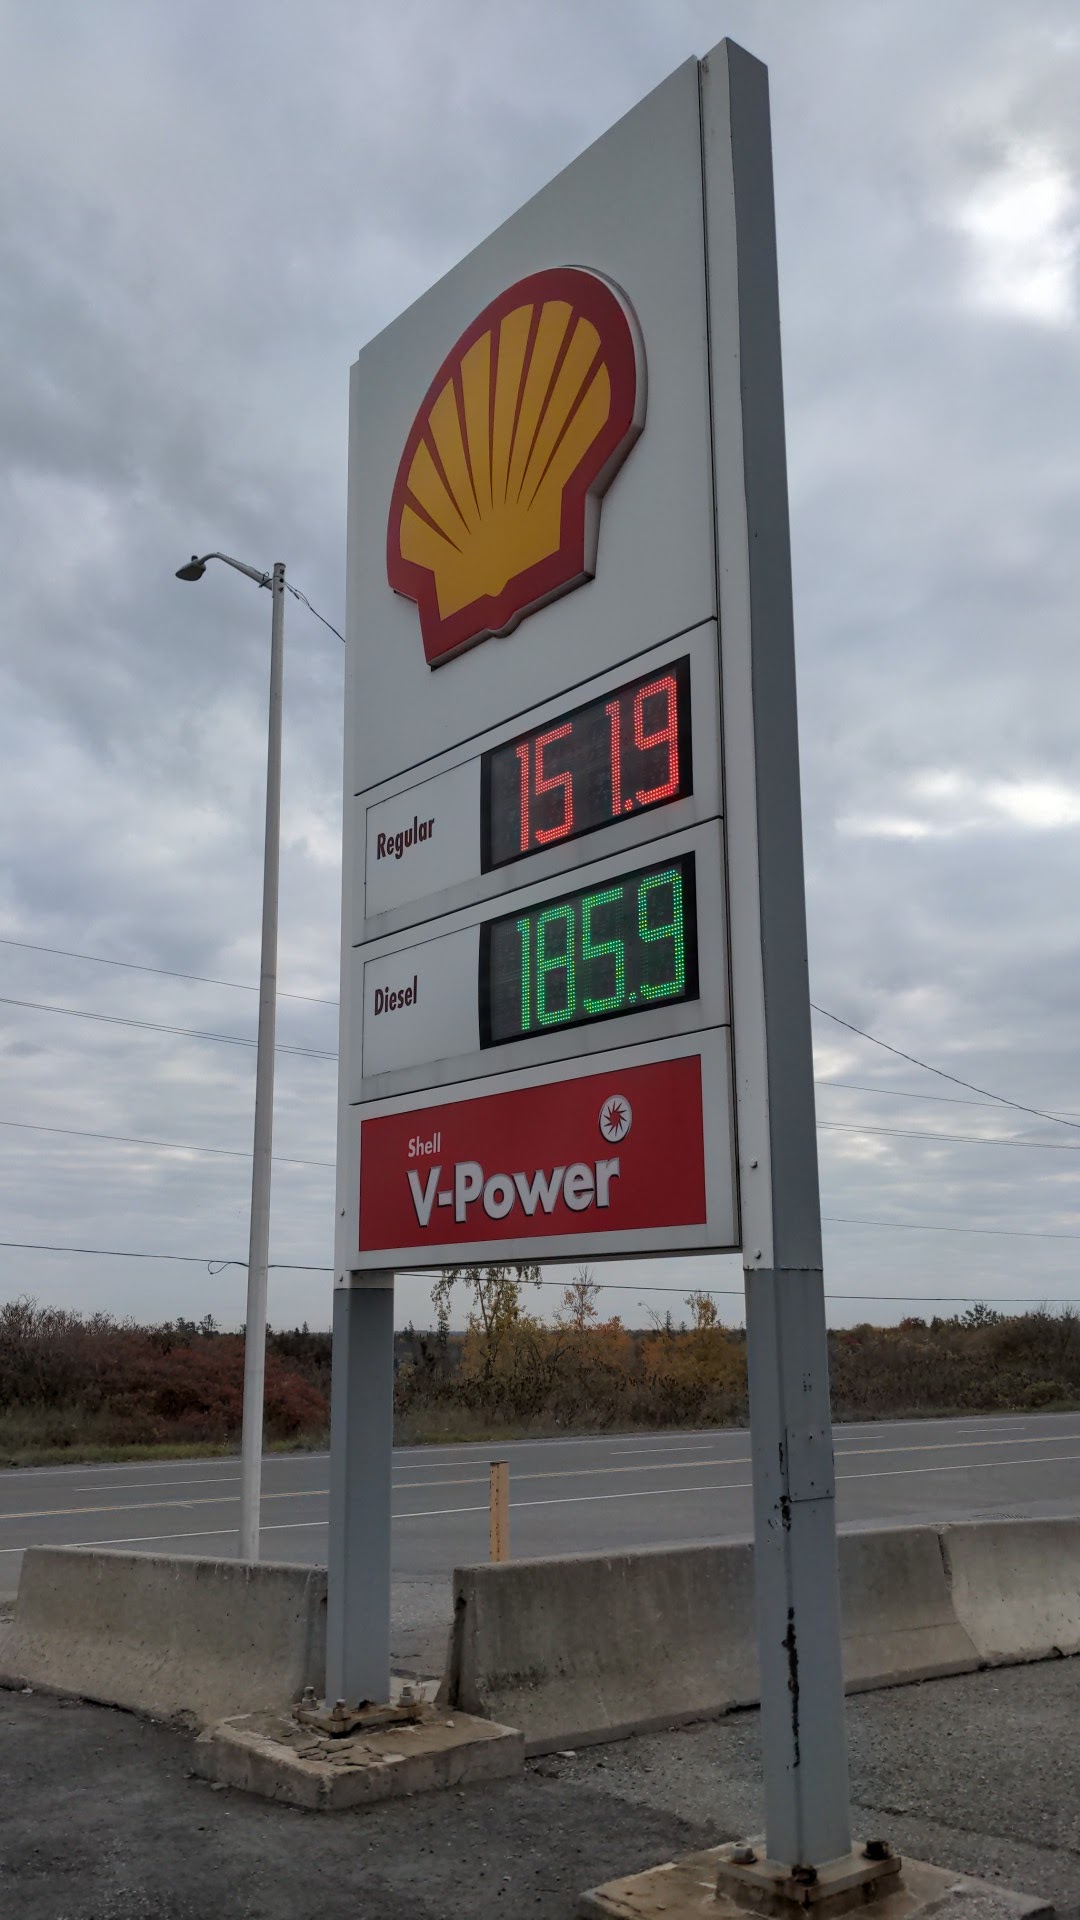 Regular 151.9
Diesel 185.9
Shell
V-Power